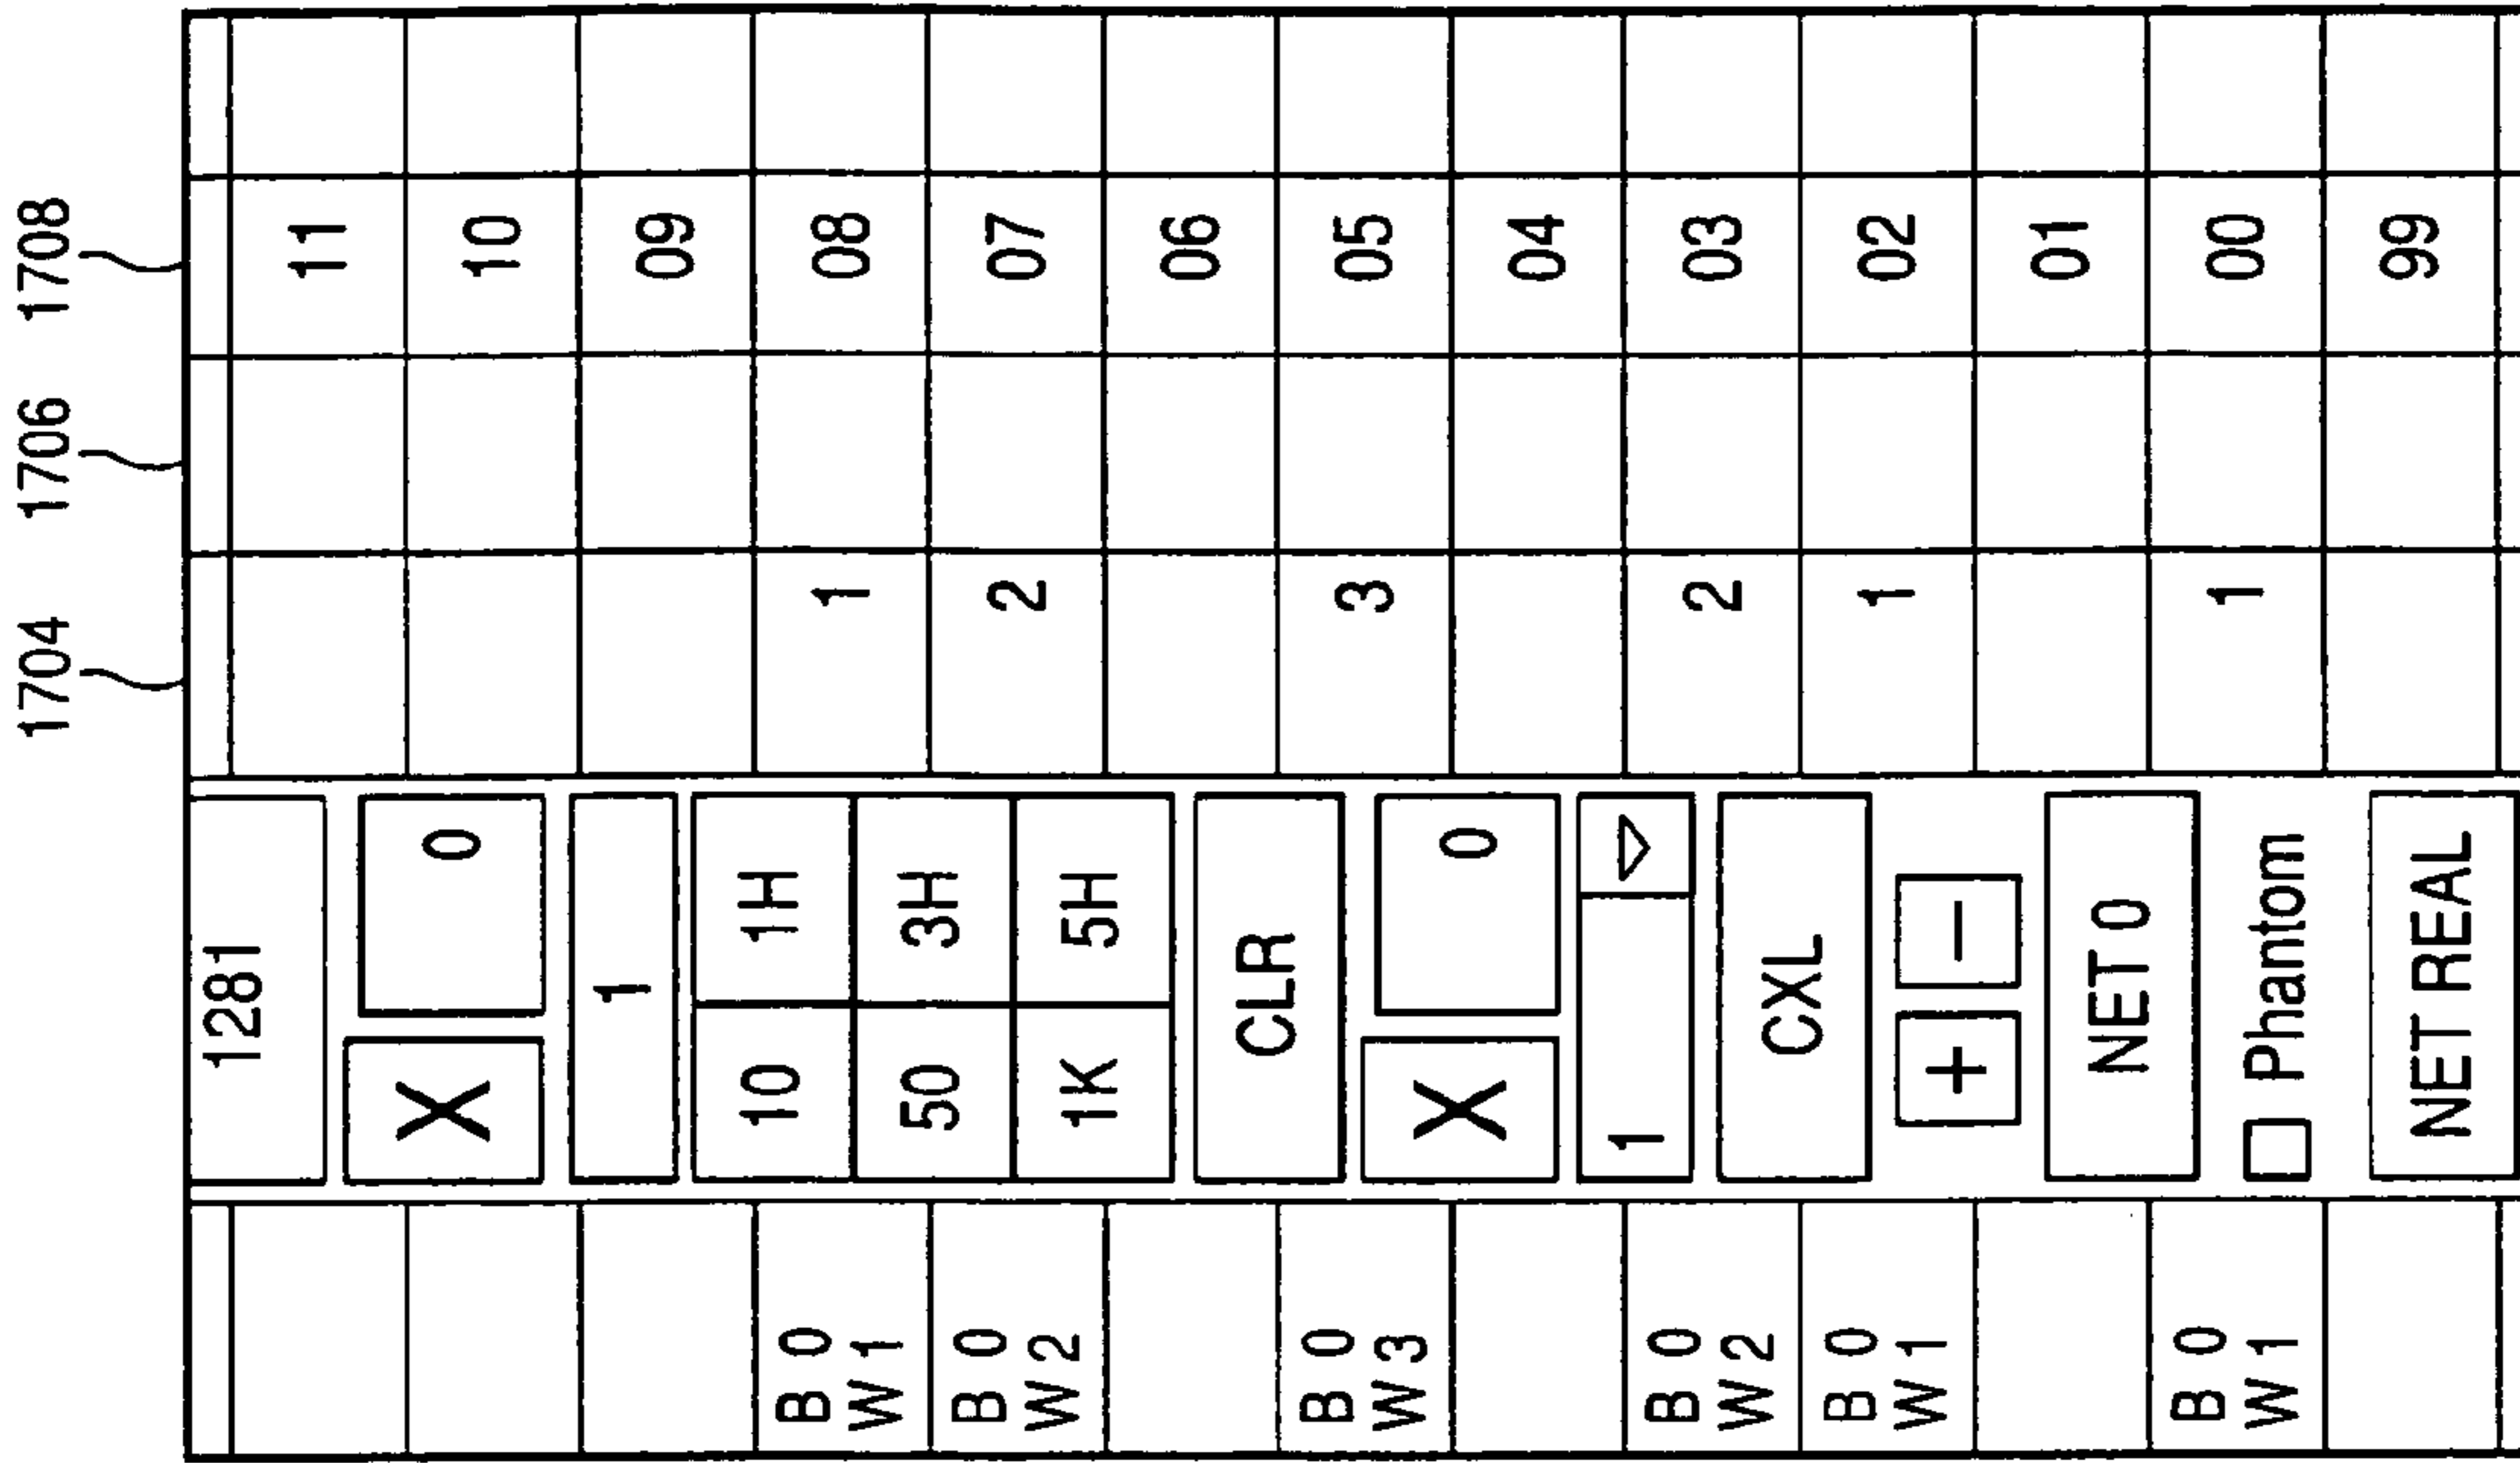 1704 1706 1708
B 0
W 1
B 0
W 2
B 0
W 3
B 0
W 2
B 0
W 1
B 0
W 1
1281
X 0
1
10 1H
50 3H
1K 5H
CLR
X 0
1
CXL
+ −
NET 0
Phantom
NET REAL
11
10
09
1 08
2 07
06
3 05
04
2 03
1 02
01
1 00
99